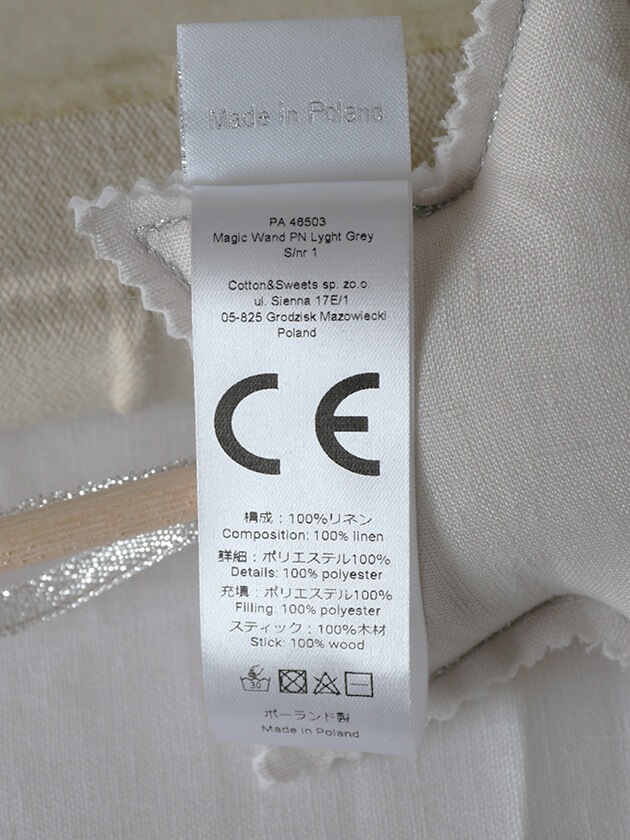 Made in Poland
PA 46503
Magic Wand PN Lyght Grey
S/nr 1
Cotton&Sweets sp. zo.o
ul. Sienna 17E/1
05-825 Grodzisk Mazowiecki
Poland
CE
構成：100%リネン
Composition: 100% linen
詳細：ポリエステル100%
Details: 100% polyester
充填：ポリエステル100%
Filling: 100% polyester
スティック：100%木材
Stick: 100% wood
30
ポーランド製
Made in Poland